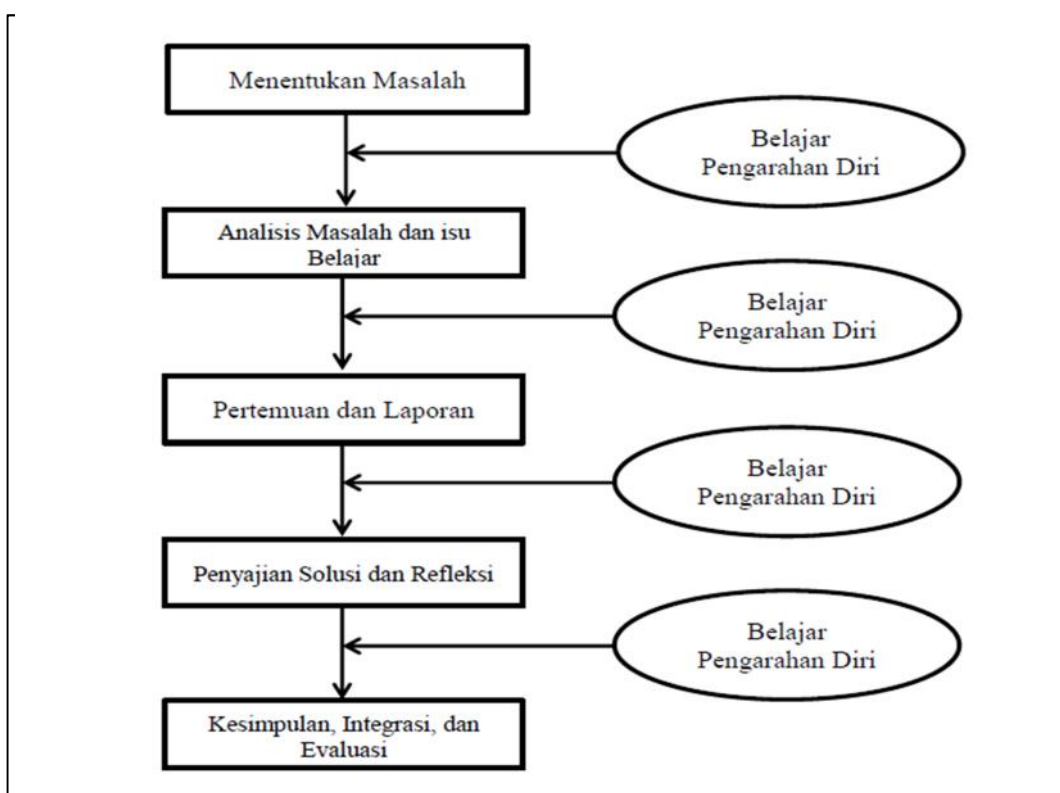 Menentukan Masalah
Belajar
Pengarahan Diri
Analisis Masalah dan isu
Belajar
Belajar
Pengarahan Diri
Pertemuan dan Laporan
Belajar
Pengarahan Diri
Penyajian Solusi dan Refleksi
Belajar
Pengarahan Diri
Kesimpulan, Integrasi, dan
Evaluasi